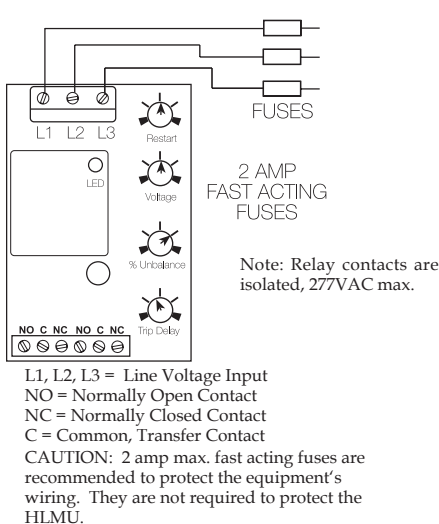 FUSES
L1 L2 L3
Restart
LED
Voltage
2 AMP
FAST ACTING
FUSES
% Unbalance
Note: Relay contacts are
isolated, 277VAC max.
Trip Delay
NO C NC NO C NC
L1, L2, L3 = Line Voltage Input
NO = Normally Open Contact
NC = Normally Closed Contact
C = Common, Transfer Contact
CAUTION: 2 amp max. fast acting fuses are
recommended to protect the equipment‘s
wiring. They are not required to protect the
HLMU.